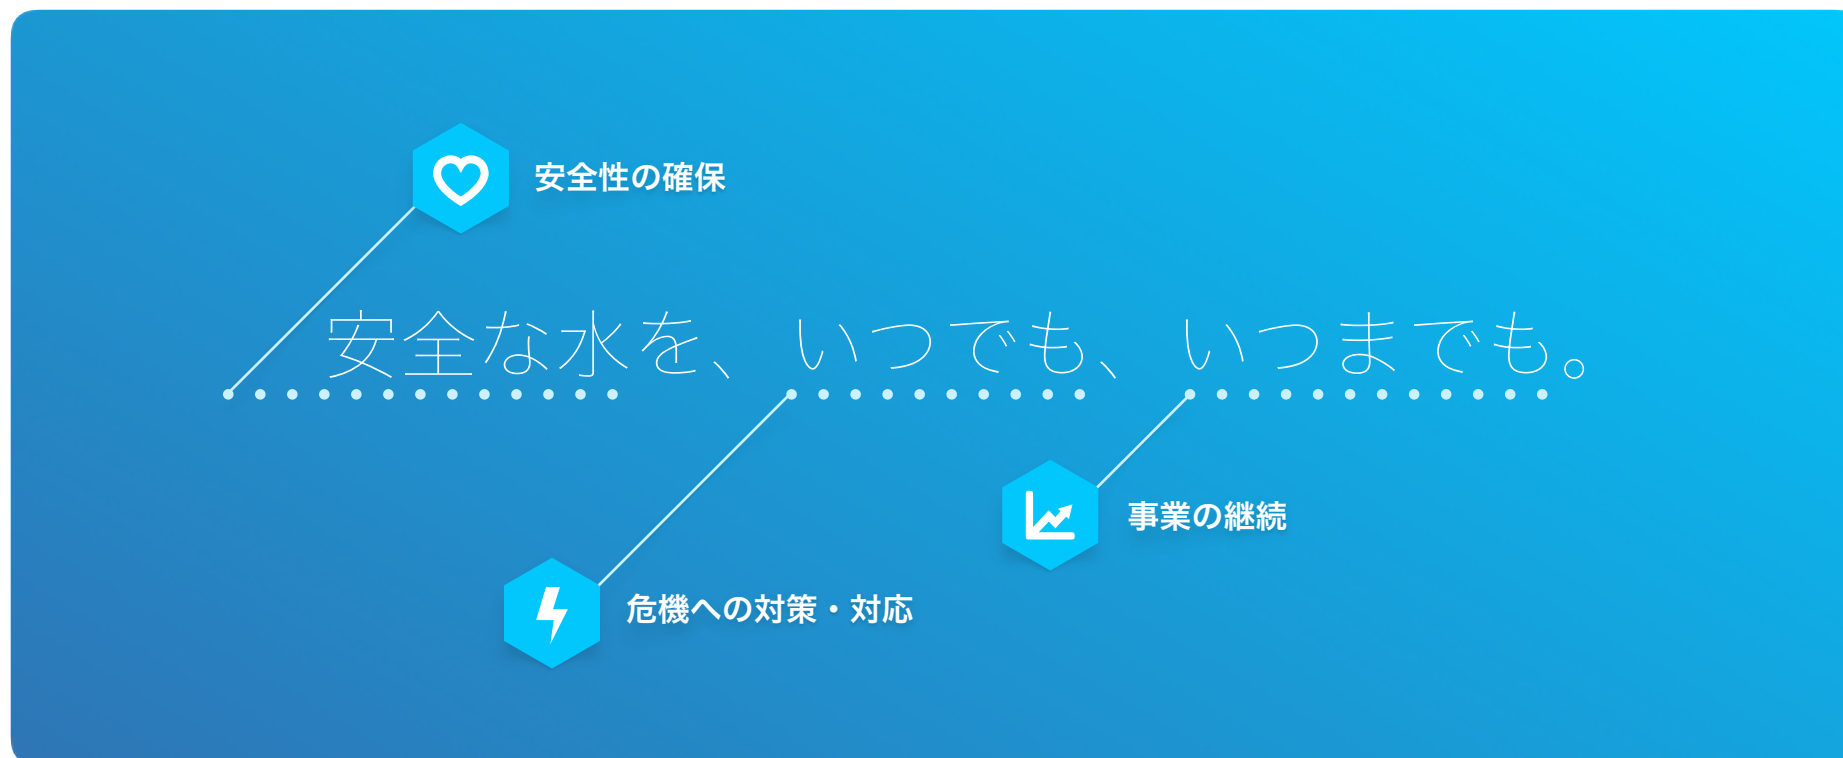 安全性の確保
安全な水を、いつでも、いつまでも。
事業の継続
危機への対策・対応